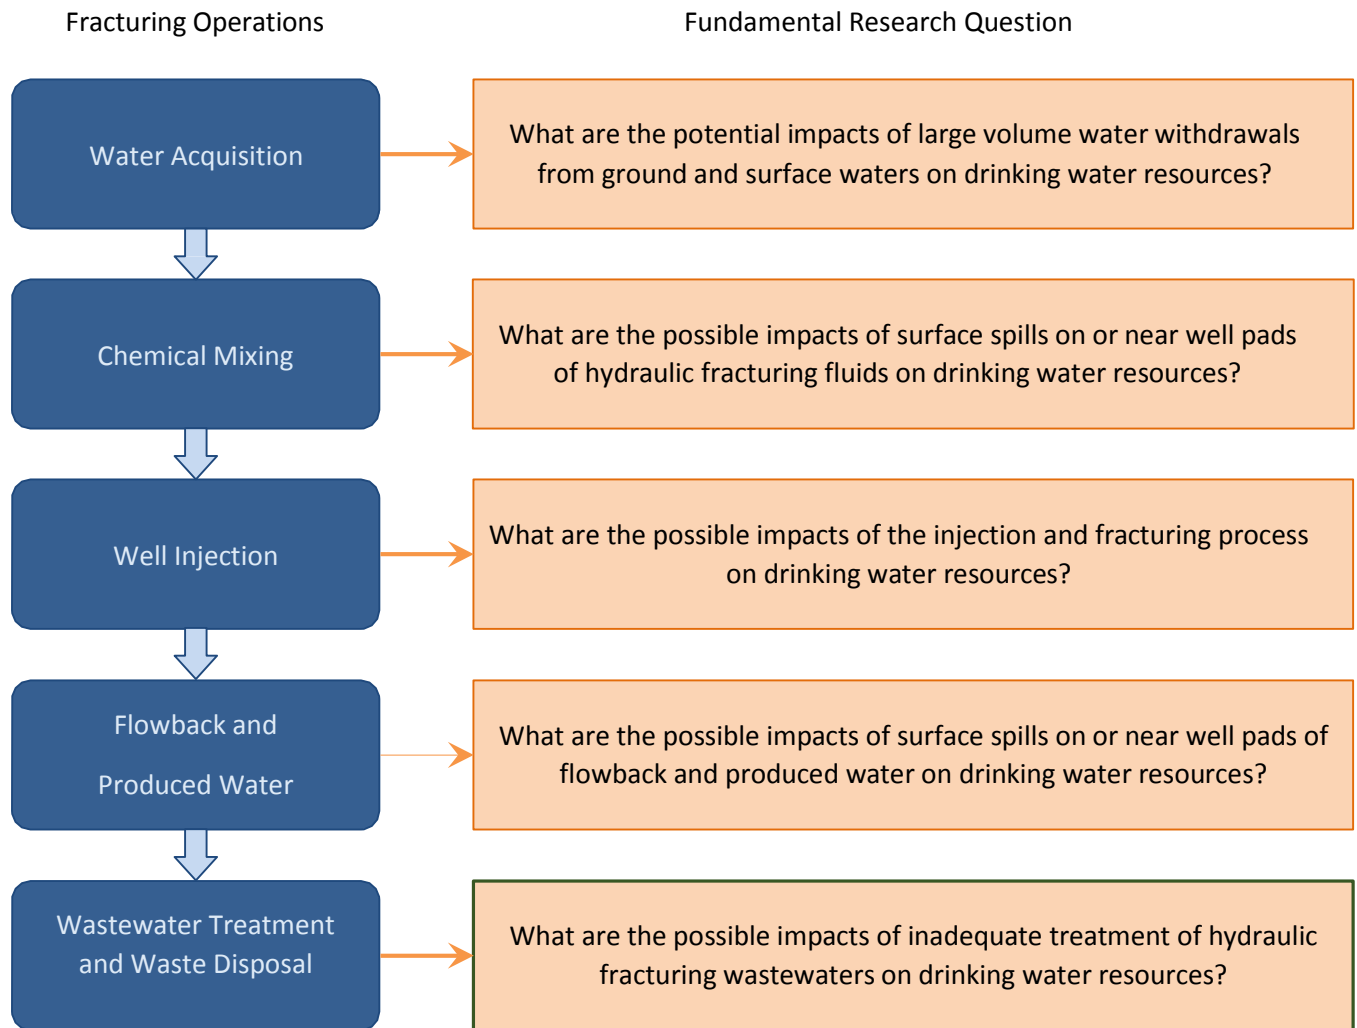 Fracturing Operations
Fundamental Research Question
Water Acquisition
What are the potential impacts of large volume water withdrawals
from ground and surface waters on drinking water resources?
Chemical Mixing
What are the possible impacts of surface spills on or near well pads
of hydraulic fracturing fluids on drinking water resources?
Well Injection
What are the possible impacts of the injection and fracturing process
on drinking water resources?
Flowback and
Produced Water
What are the possible impacts of surface spills on or near well pads of
flowback and produced water on drinking water resources?
Wastewater Treatment
and Waste Disposal
What are the possible impacts of inadequate treatment of hydraulic
fracturing wastewaters on drinking water resources?